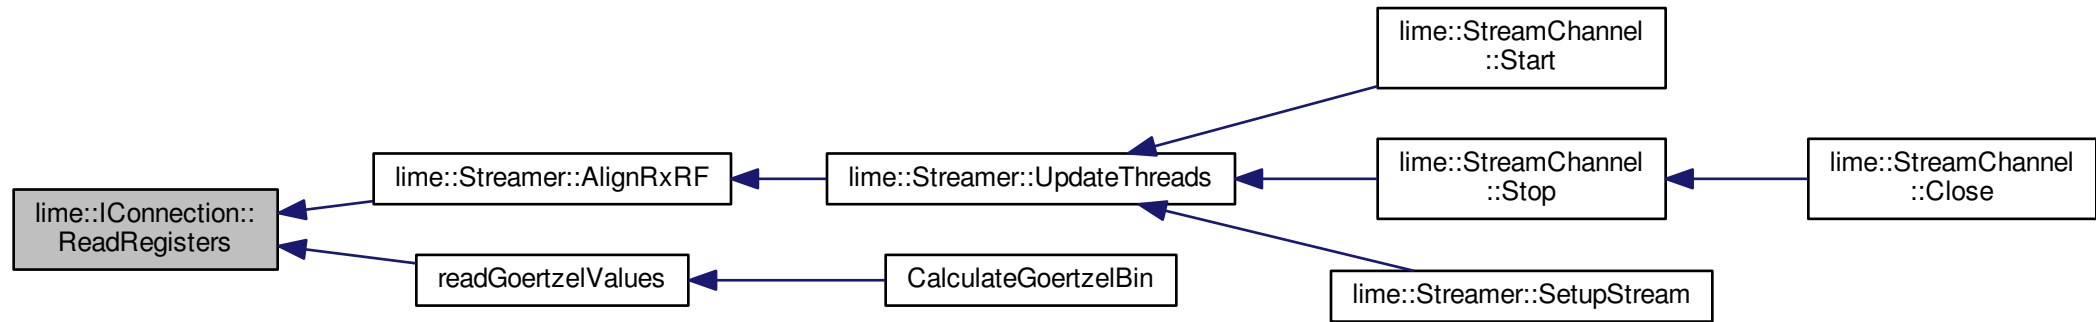 lime::IConnection::
ReadRegisters
lime::Streamer::AlignRxRF
readGoertzelValues
lime::Streamer::UpdateThreads
CalculateGoertzelBin
lime::StreamChannel
::Start
lime::StreamChannel
::Stop
lime::Streamer::SetupStream
lime::StreamChannel
::Close